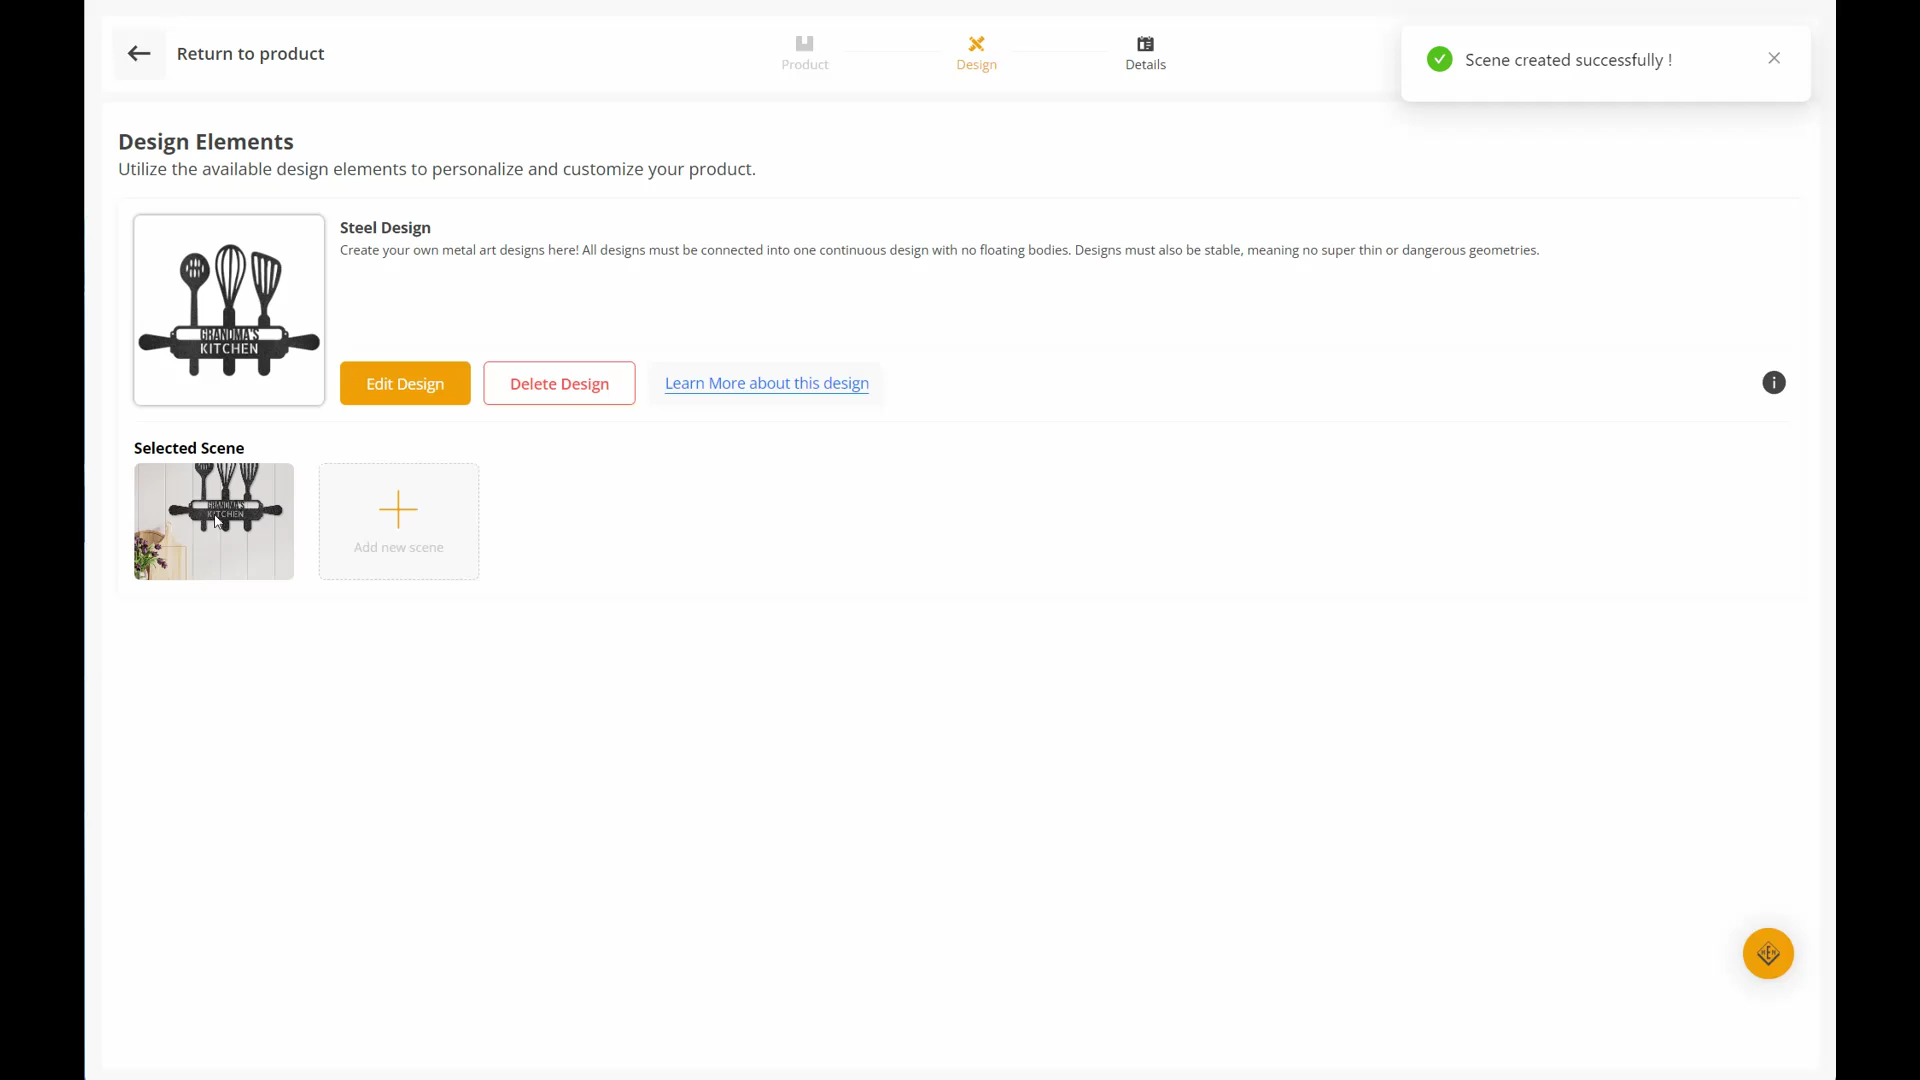 Return to product
Product
Design
Details
Scene created successfully !
Design Elements
Utilize the available design elements to personalize and customize your product.
Steel Design
Create your own metal art designs here! All designs must be connected into one continuous design with no floating bodies. Designs must also be stable, meaning no super thin or dangerous geometries.
GRANDMA'S
KITCHEN
Edit Design
Delete Design
Learn More about this design
Selected Scene
GRANDMA'S
KITCHEN
Add new scene